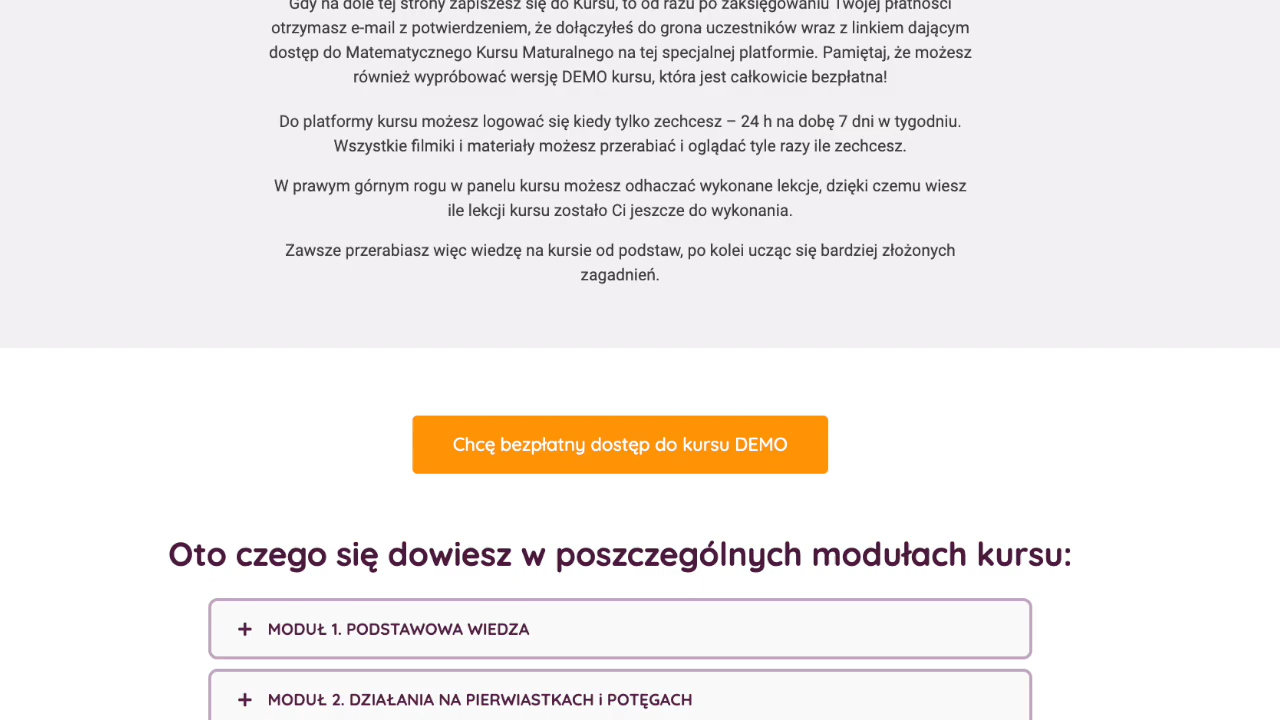 Gdy na dole tej strony zapiszesz się do Kursu, to od razu po zaksięgowaniu Twojej płatności
otrzymasz e-mail z potwierdzeniem, że dołączyłeś do grona uczestników wraz z linkiem dającym
dostęp do Matematycznego Kursu Maturalnego na tej specjalnej platformie. Pamiętaj, że możesz
również wypróbować wersję DEMO kursu, która jest całkowicie bezpłatna!
Do platformy kursu możesz logować się kiedy tylko zechcesz – 24 h na dobę 7 dni w tygodniu.
Wszystkie filmiki i materiały możesz przerabiać i oglądać tyle razy ile zechcesz.
W prawym górnym rogu w panelu kursu możesz odhaczać wykonane lekcje, dzięki czemu wiesz
ile lekcji kursu zostało Ci jeszcze do wykonania.
Zawsze przerabiasz więc wiedzę na kursie od podstaw, po kolei ucząc się bardziej złożonych
zagadnień.
Chcę bezpłatny dostęp do kursu DEMO
Oto czego się dowiesz w poszczególnych modułach kursu:
+ MODUŁ 1. PODSTAWOWA WIEDZA
+ MODUŁ 2. DZIAŁANIA NA PIERWIASTKACH i POTĘGACH